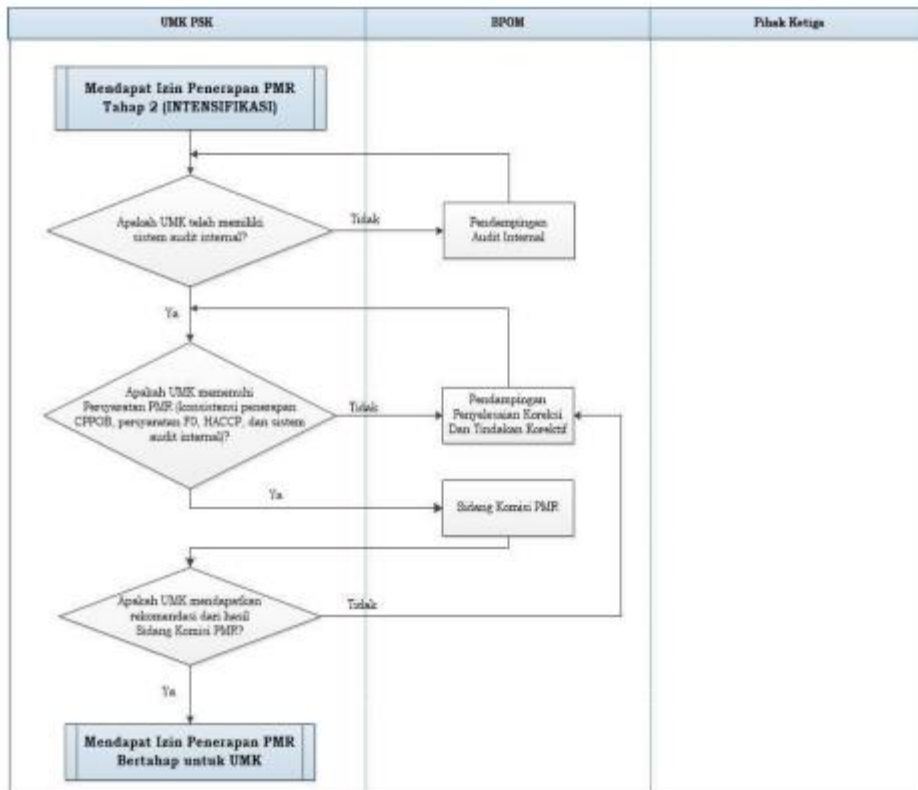 UMK PSK
BPOM
Pihak Ketiga
Mendapat Izin Penerapan PMR
Tahap 2 (INTENSIFIKASI)
Apakah UMK telah memiliki
sistem audit internal?
Tidak
Pendampingan
Audit Internal
Ya
Apakah UMK memenuhi
Persyaratan PMR (konsistensi penerapan
CPPOB, persyaratan F0, HACCP, dan sistem
audit internal)?
Tidak
Pendampingan
Penyelesaian Koreksi
Dan Tindakan Korektif
Ya
Sidang Komisi PMR
Apakah UMK mendapatkan
rekomendasi dari hasil
Sidang Komisi PMR?
Tidak
Ya
Mendapat Izin Penerapan PMR
Bertahap untuk UMK